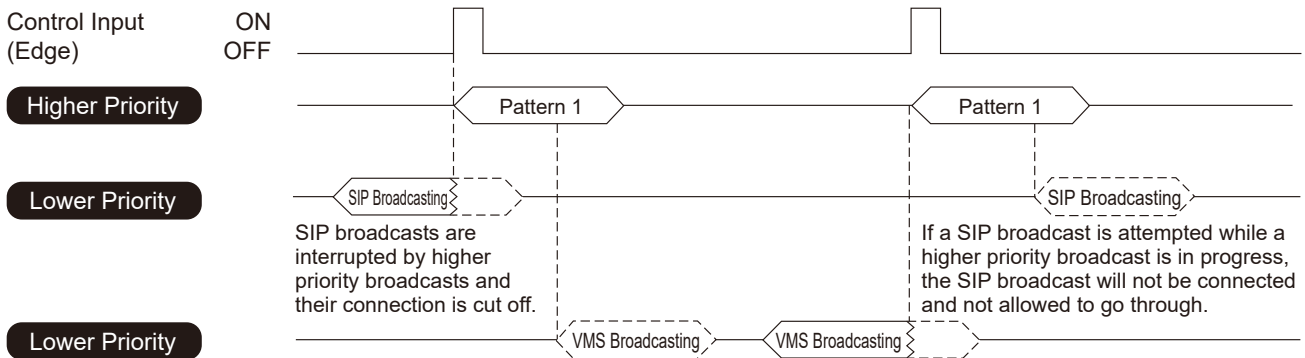 Control Input ON
(Edge) OFF
Higher Priority
Pattern 1
Pattern 1
Lower Priority
SIP Broadcasting
SIP Broadcasting
SIP broadcasts are
interrupted by higher
priority broadcasts and
their connection is cut off.
If a SIP broadcast is attempted while a
higher priority broadcast is in progress,
the SIP broadcast will not be connected
and not allowed to go through.
Lower Priority
VMS Broadcasting
VMS Broadcasting